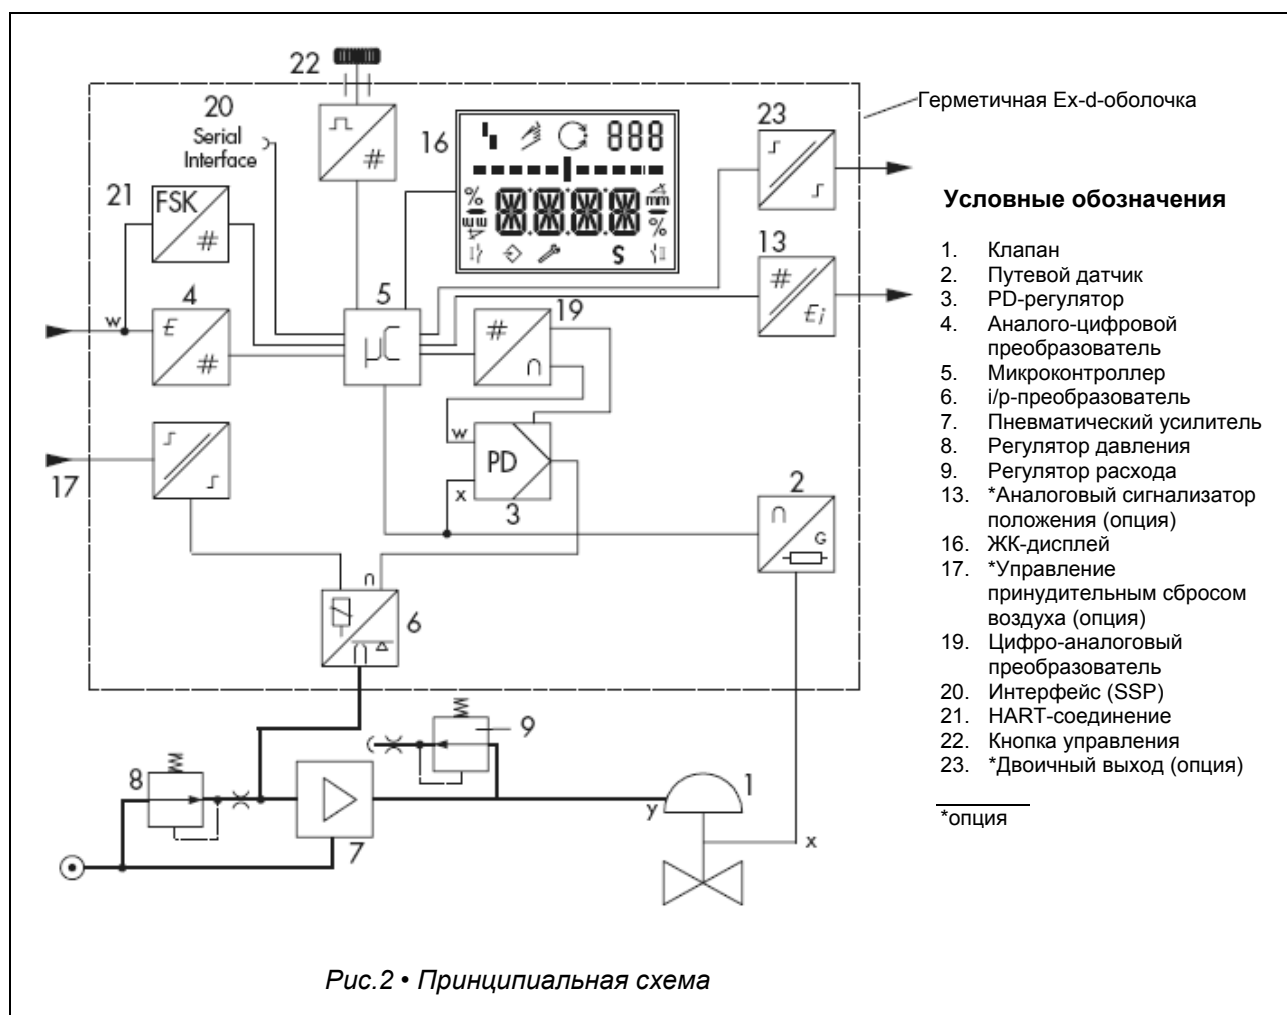 22
20
Serial
Interface
16
888
%
mm
%
S
23
Герметичная Ex-d-оболочка
21
FSK
#
#
13
#
Ei
w
4
E
#
5
µC
19
#
∩
17
w
PD
x
3
2
∩
G
n
6
∩
8
9
7
1
y
x
Условные обозначения
1. Клапан
2. Путевой датчик
3. PD-регулятор
4. Аналого-цифровой
преобразователь
5. Микроконтроллер
6. i/p-преобразователь
7. Пневматический усилитель
8. Регулятор давления
9. Регулятор расхода
13. *Аналоговый сигнализатор
положения (опция)
16. ЖК-дисплей
17. *Управление
принудительным сбросом
воздуха (опция)
19. Цифро-аналоговый
преобразователь
20. Интерфейс (SSP)
21. HART-соединение
22. Кнопка управления
23. *Двоичный выход (опция)
*опция
Рис.2 • Принципиальная схема